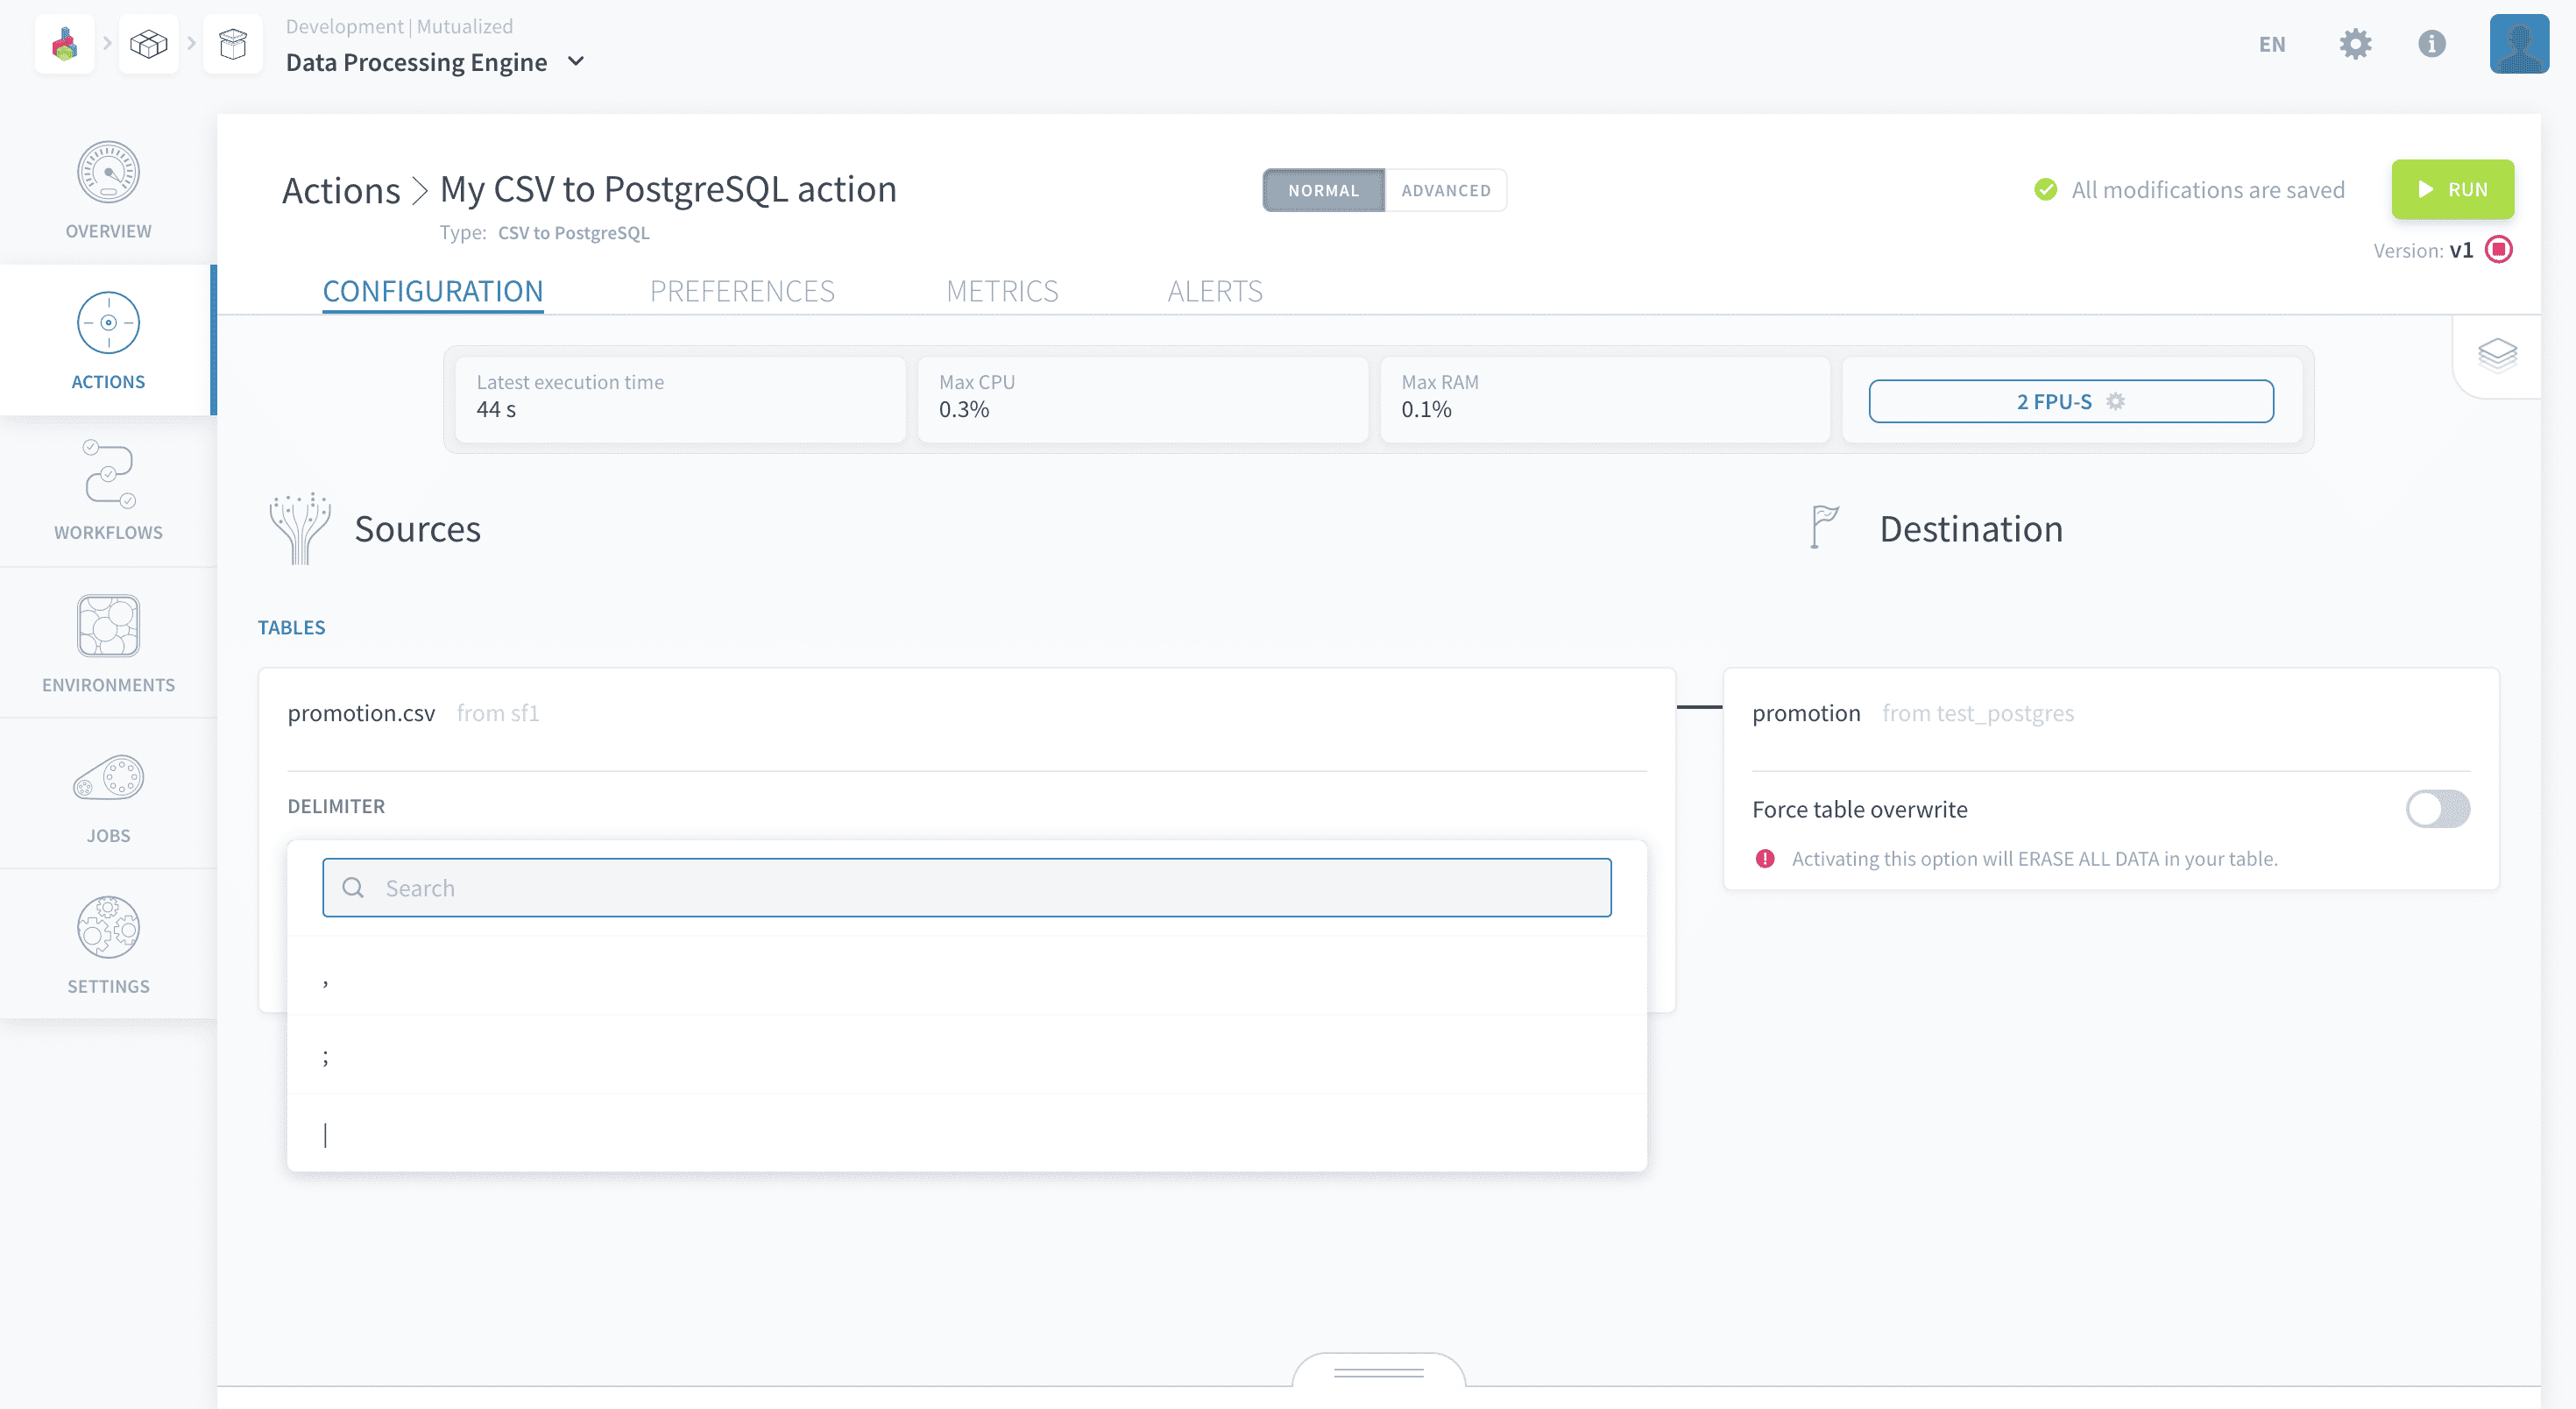 Development | Mutualized
Data Processing Engine
EN
OVERVIEW
ACTIONS
WORKFLOWS
ENVIRONMENTS
JOBS
SETTINGS
Actions > My CSV to PostgreSQL action
Type: CSV to PostgreSQL
NORMAL ADVANCED
All modifications are saved
RUN
Version: v1
CONFIGURATION PREFERENCES METRICS ALERTS
Latest execution time
44 s
Max CPU
0.3%
Max RAM
0.1%
2 FPU-S
Sources
Destination
TABLES
promotion.csv from sf1
DELIMITER
Search
,
;
|
promotion from test_postgres
Force table overwrite
Activating this option will ERASE ALL DATA in your table.